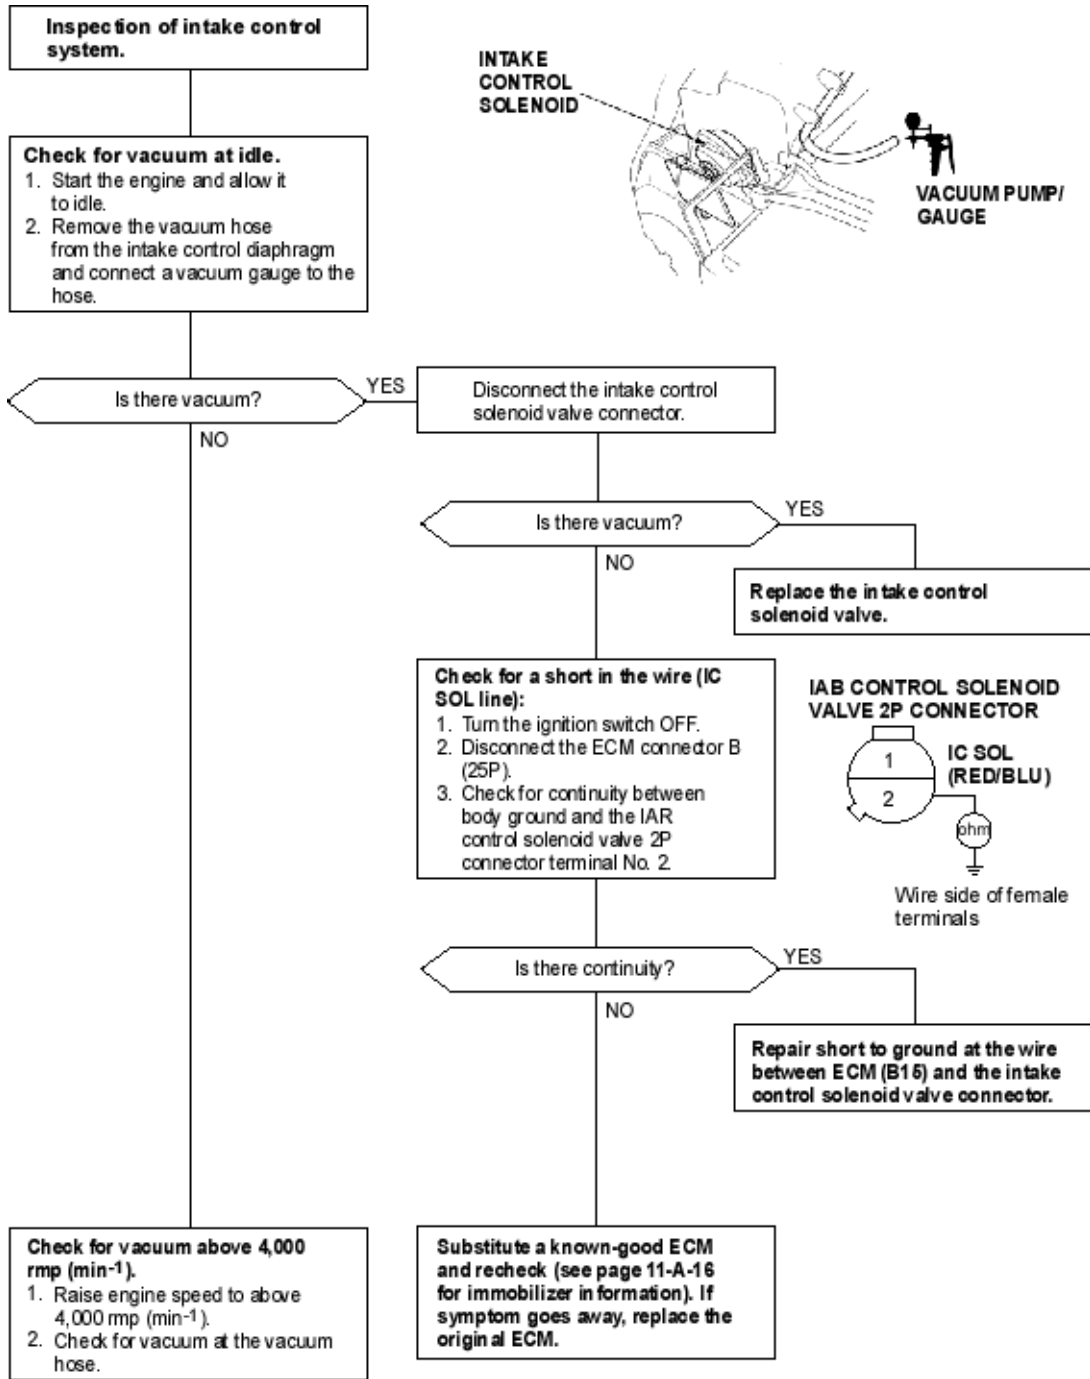 Inspection of intake control
system.
INTAKE
CONTROL
SOLENOID
VACUUM PUMP/
GAUGE
Check for vacuum at idle.
1. Start the engine and allow it
to idle.
2. Remove the vacuum hose
from the intake control diaphragm
and connect a vacuum gauge to the
hose.
Is there vacuum?
YES
NO
Disconnect the intake control
solenoid valve connector.
Is there vacuum?
YES
NO
Replace the intake control
solenoid valve.
Check for a short in the wire (IC
SOL line):
1. Turn the ignition switch OFF.
2. Disconnect the ECM connector B
(25P).
3. Check for continuity between
body ground and the IAR
control solenoid valve 2P
connector terminal No. 2.
IAB CONTROL SOLENOID
VALVE 2P CONNECTOR
IC SOL
(RED/BLU)
1
2
ohm
Wire side of female
terminals
Is there continuity?
YES
NO
Repair short to ground at the wire
between ECM (B15) and the intake
control solenoid valve connector.
Check for vacuum above 4,000
rmp (min-1).
1. Raise engine speed to above
4,000 rmp (min-1).
2. Check for vacuum at the vacuum
hose.
Substitute a known-good ECM
and recheck (see page 11-A-16
for immobilizer information). If
symptom goes away, replace the
original ECM.